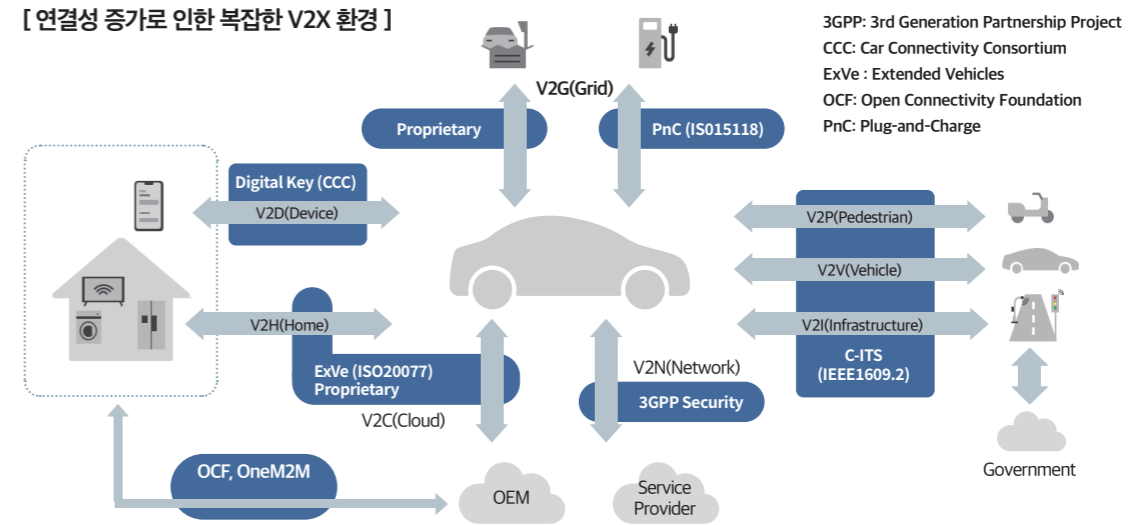 [ 연결성 증가로 인한 복잡한 V2X 환경 ]
3GPP: 3rd Generation Partnership Project
CCC: Car Connectivity Consortium
ExVe : Extended Vehicles
OCF: Open Connectivity Foundation
PnC: Plug-and-Charge
V2G(Grid)
Proprietary
PnC (IS015118)
Digital Key (CCC)
V2D(Device)
V2P(Pedestrian)
V2V(Vehicle)
V2H(Home)
V2I(Infrastructure)
C-ITS
(IEEE1609.2)
ExVe (ISO20077)
Proprietary
V2C(Cloud)
V2N(Network)
3GPP Security
OCF, OneM2M
OEM
Service
Provider
Government